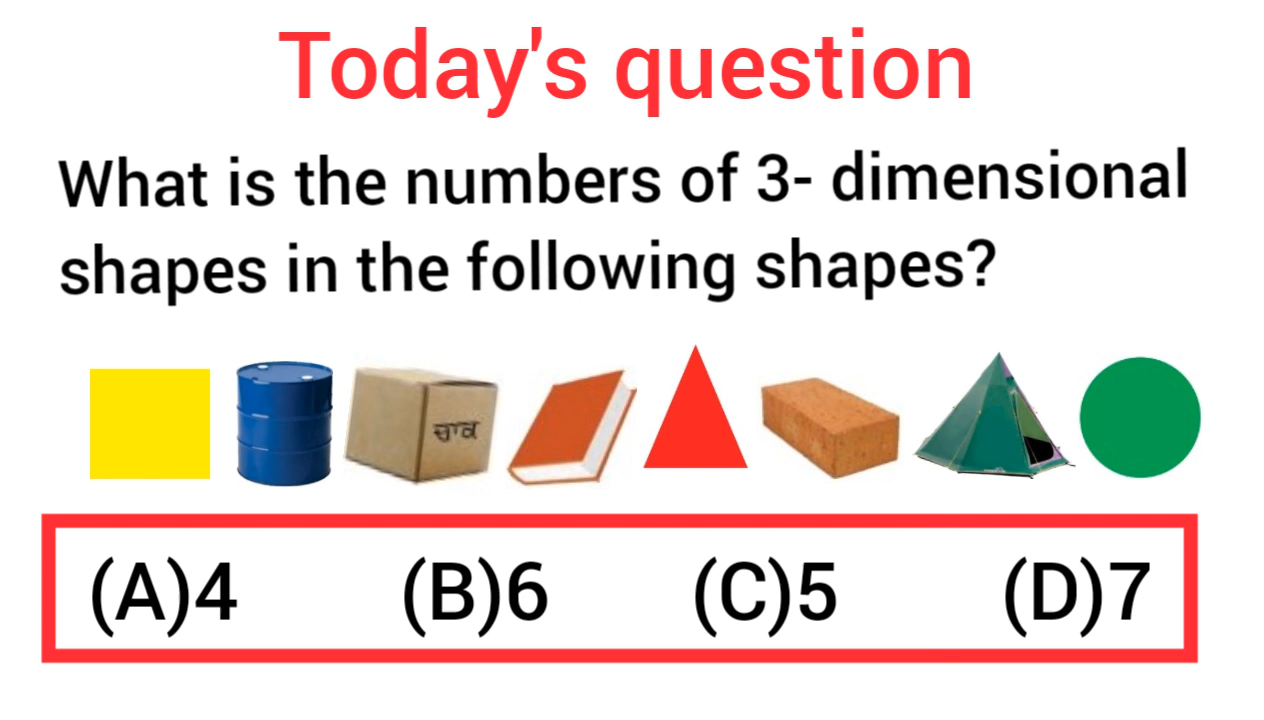 Today's question
What is the numbers of 3- dimensional
shapes in the following shapes?
ਚਾਕ
(A)4 (B)6 (C)5 (D)7